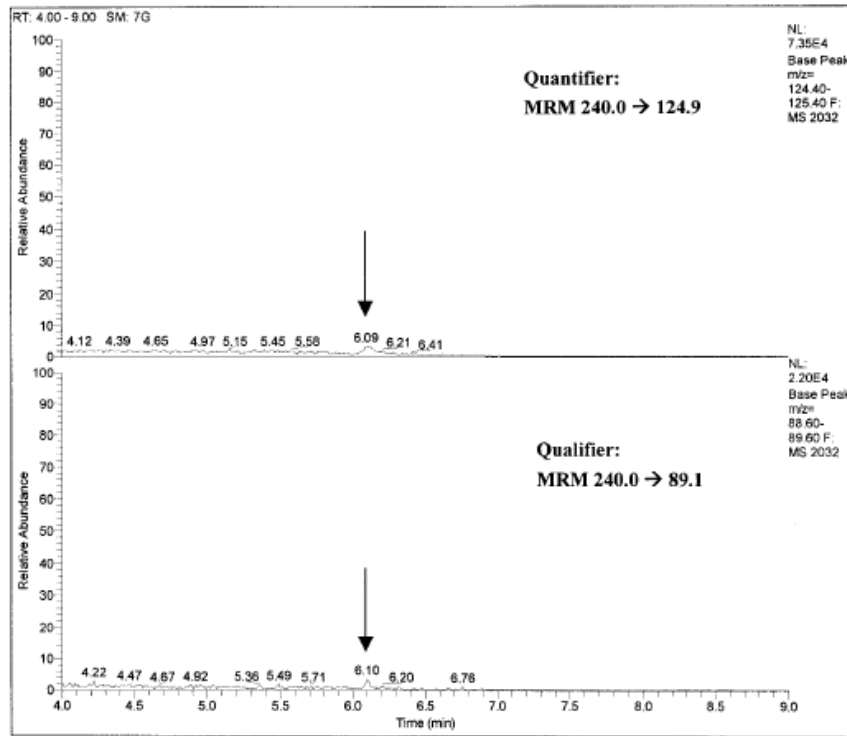 RT: 4.00 - 9.00 SM: 7G
NL:
7.35E4
Base Peak
m/z=
124.40-
125.40 F:
MS 2032
Quantifier:
MRM 240.0 → 124.9
Relative Abundance
100
90
80
70
60
50
40
30
20
10
0
4.12 4.39 4.65 4.97 5.15 5.45 5.58 6.09 6.21 6.41
NL:
2.20E4
Base Peak
m/z=
88.60-
89.60 F:
MS 2032
Qualifier:
MRM 240.0 → 89.1
Relative Abundance
100
90
80
70
60
50
40
30
20
10
0
4.22 4.47 4.67 4.92 5.36 5.49 5.71 6.10 6.20 6.76
4.0 4.5 5.0 5.5 6.0 6.5 7.0 7.5 8.0 8.5 9.0
Time (min)